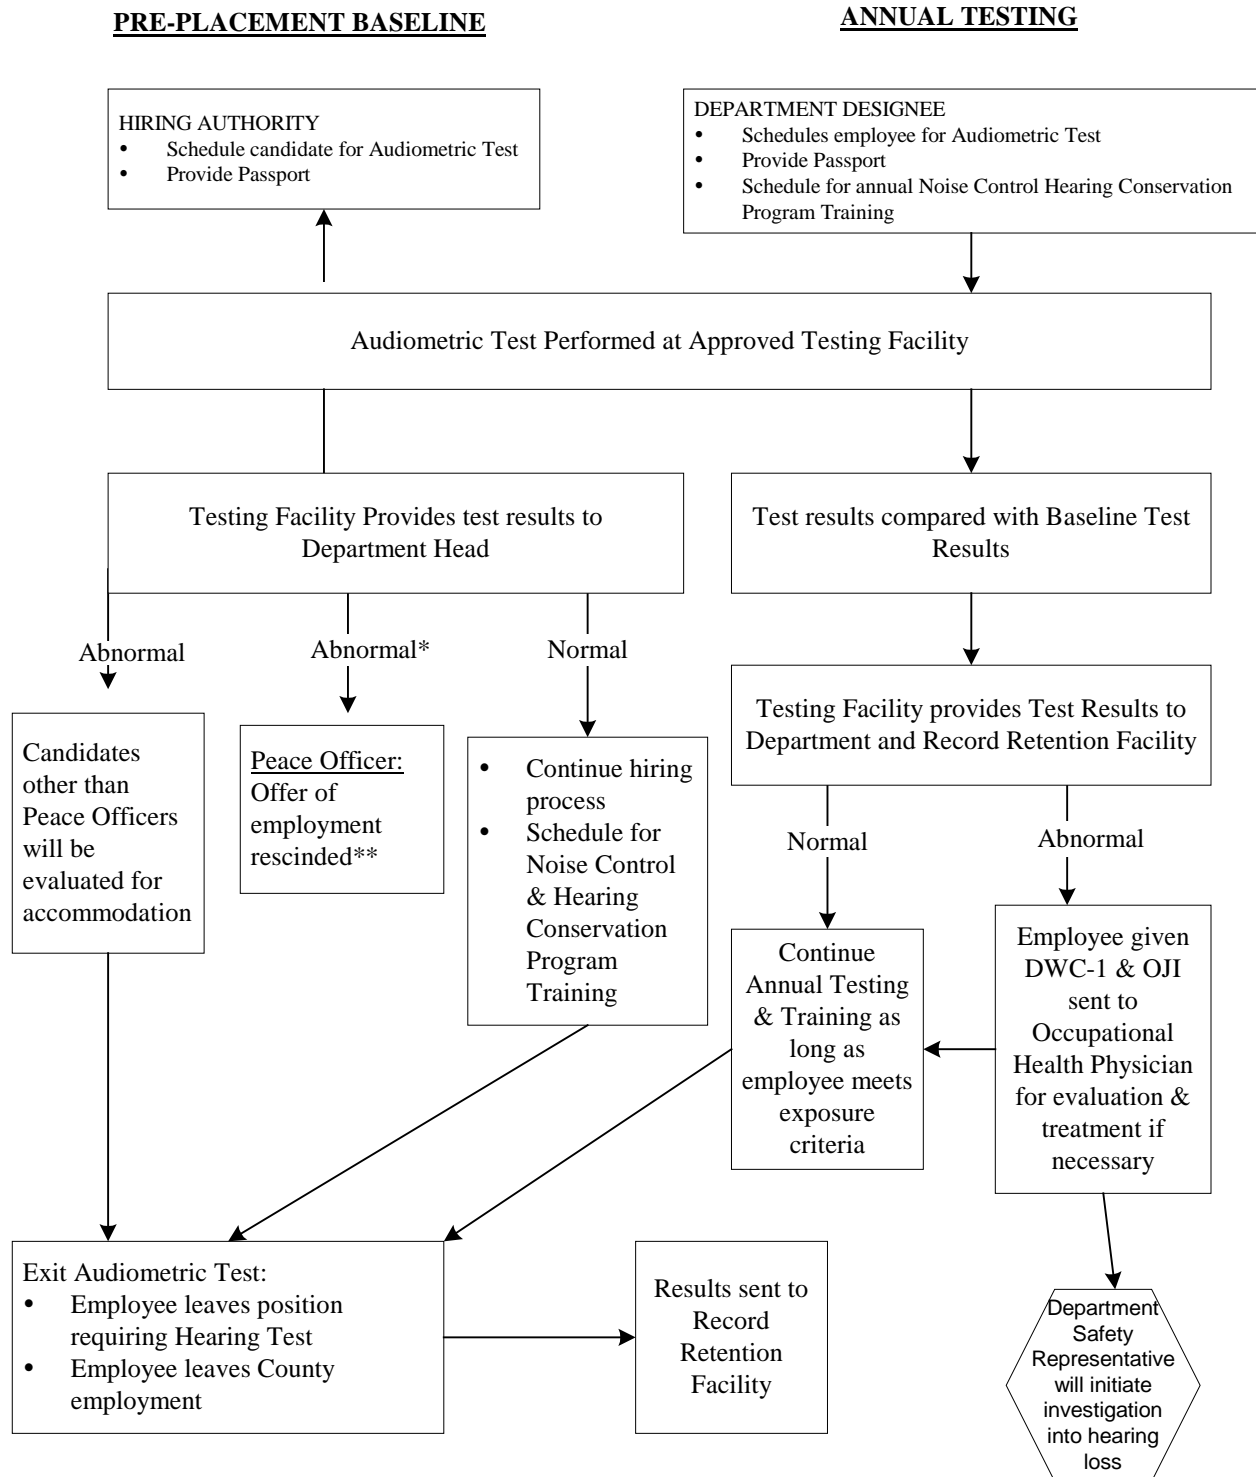 PRE-PLACEMENT BASELINE
ANNUAL TESTING
HIRING AUTHORITY
• Schedule candidate for Audiometric Test
• Provide Passport
DEPARTMENT DESIGNEE
• Schedules employee for Audiometric Test
• Provide Passport
• Schedule for annual Noise Control Hearing Conservation
Program Training
Audiometric Test Performed at Approved Testing Facility
Testing Facility Provides test results to
Department Head
Test results compared with Baseline Test
Results
Abnormal
Abnormal*
Normal
Testing Facility provides Test Results to
Department and Record Retention Facility
Candidates
other than
Peace Officers
will be
evaluated for
accommodation
Peace Officer:
Offer of
employment
rescinded**
• Continue hiring
process
• Schedule for
Noise Control
& Hearing
Conservation
Program
Training
Normal
Abnormal
Continue
Annual Testing
& Training as
long as
employee meets
exposure
criteria
Employee given
DWC-1 & OJI
sent to
Occupational
Health Physician
for evaluation &
treatment if
necessary
Exit Audiometric Test:
• Employee leaves position
requiring Hearing Test
• Employee leaves County
employment
Results sent to
Record
Retention
Facility
Department
Safety
Representative
will initiate
investigation
into hearing
loss